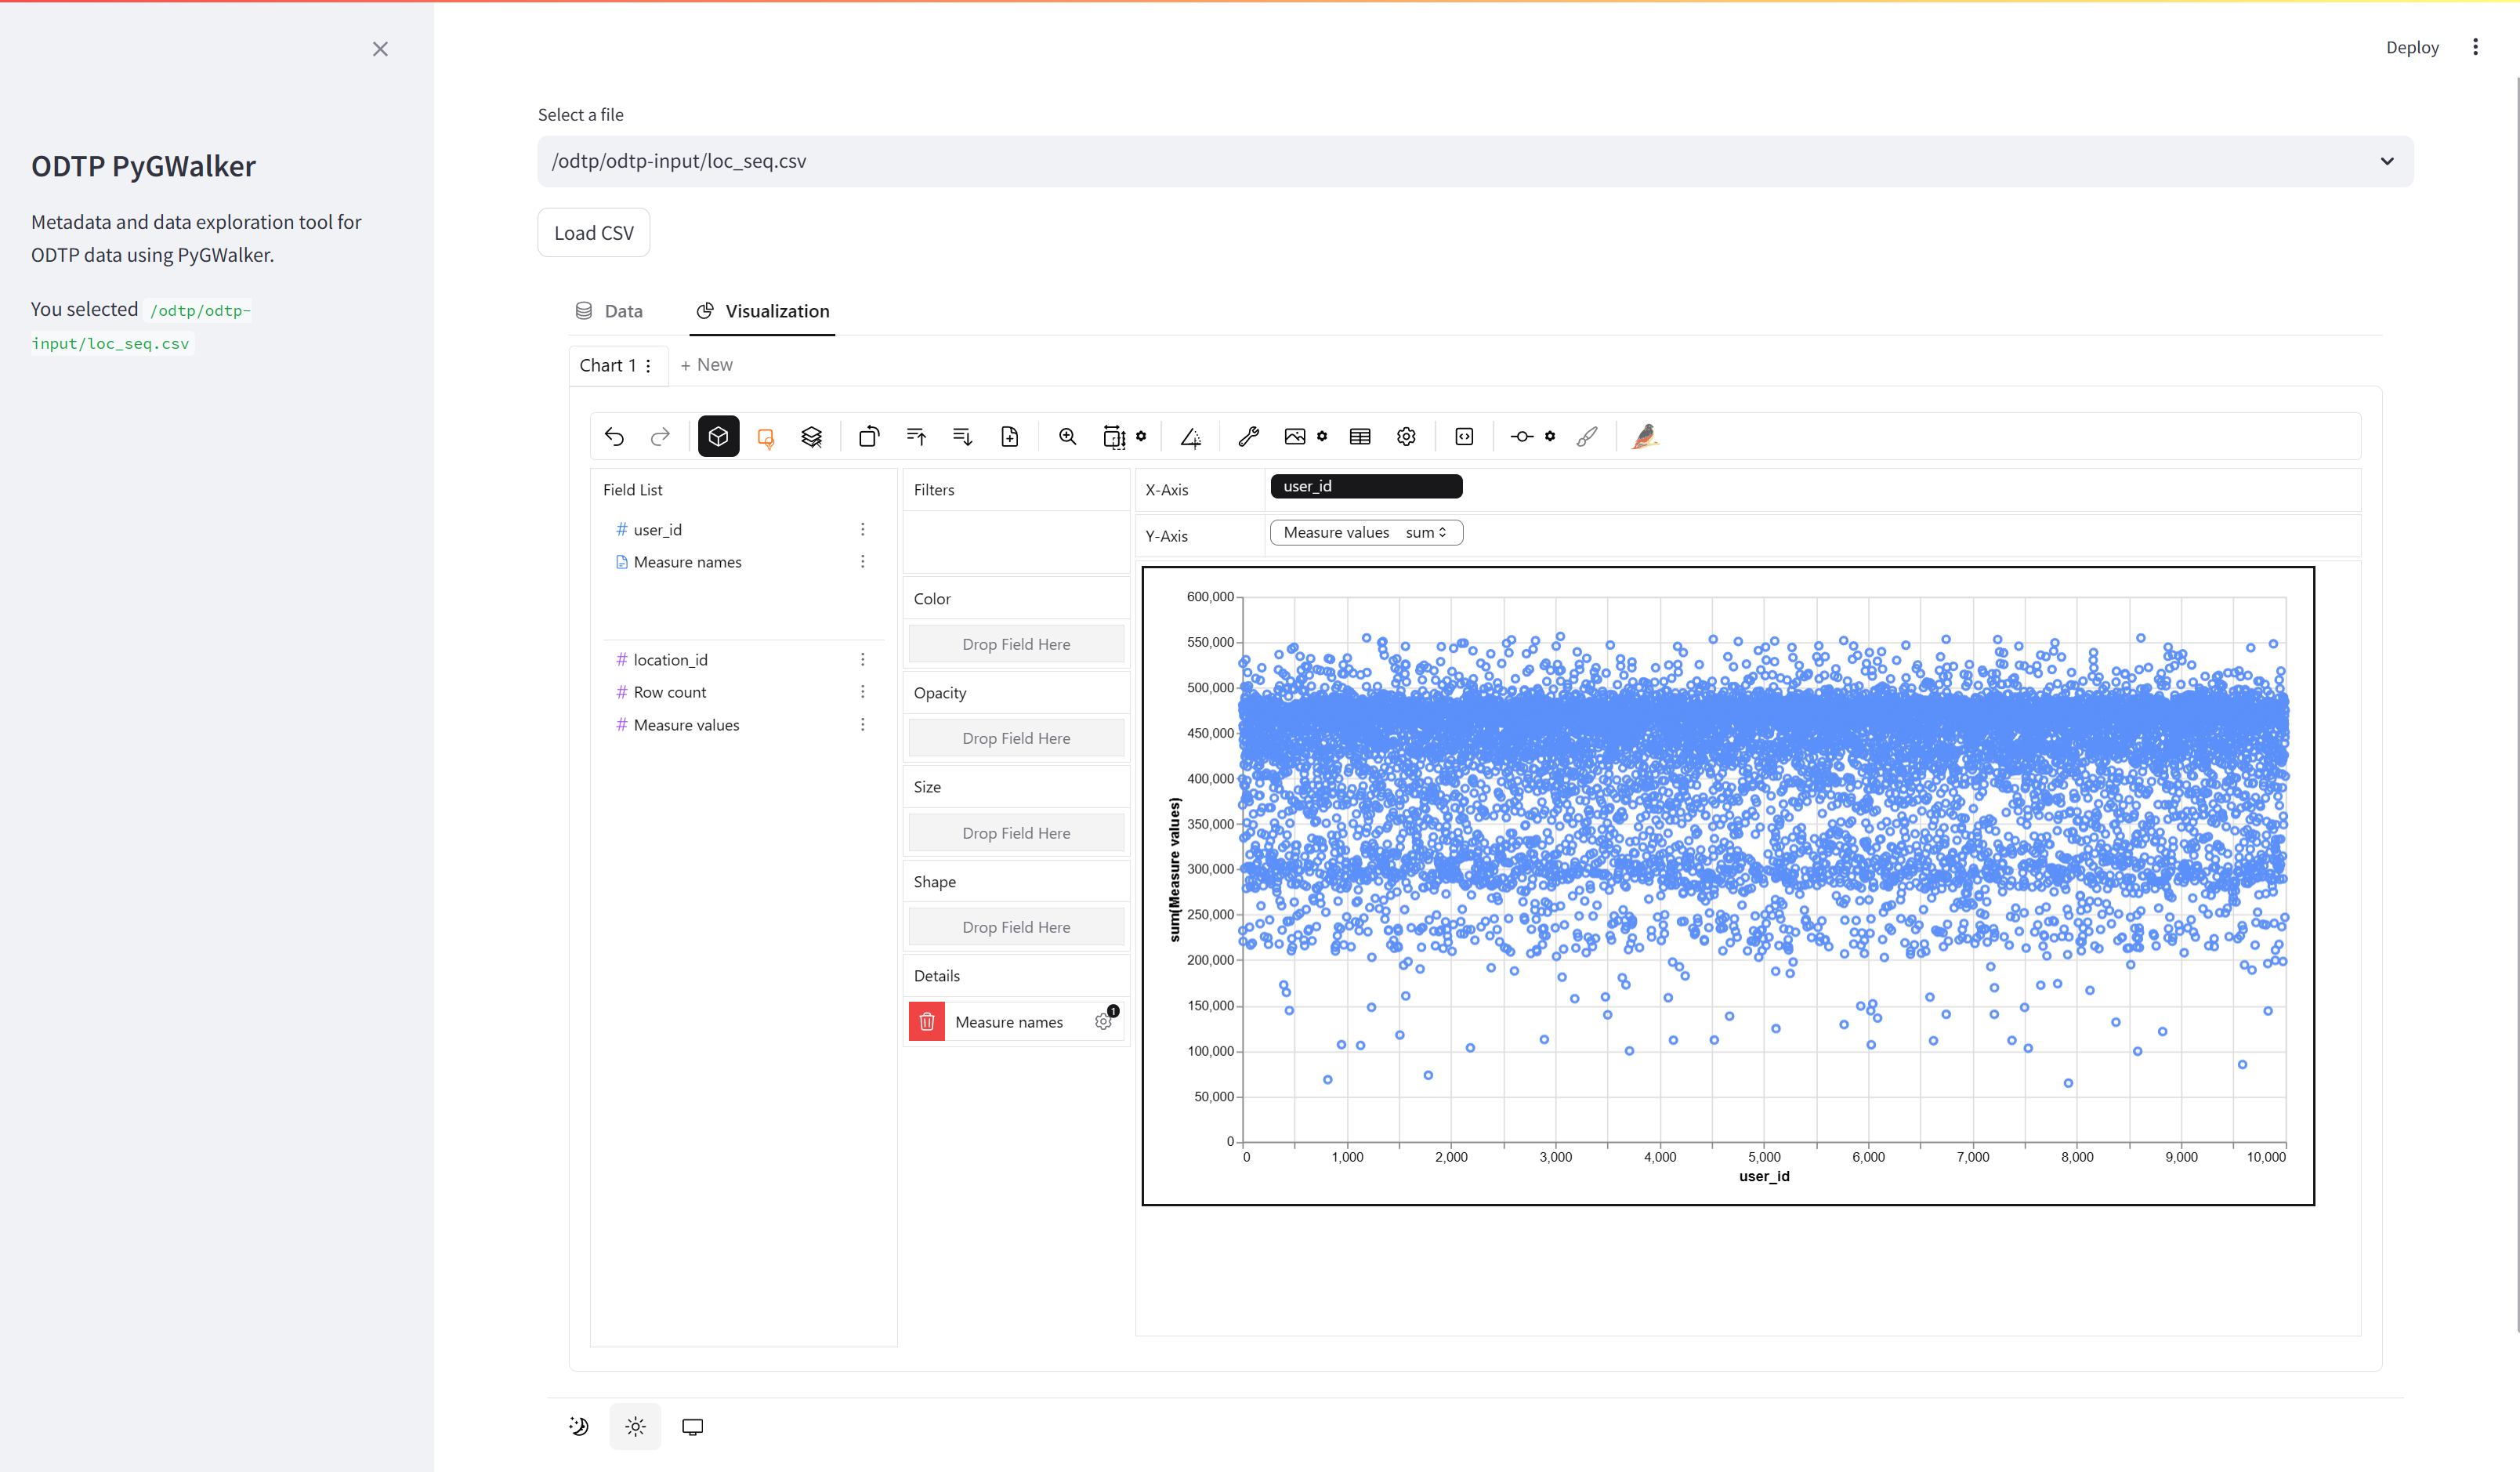 Deploy
Select a file
/odtp/odtp-input/loc_seq.csv
Load CSV
ODTP PyGWalker
Metadata and data exploration tool for
ODTP data using PyGWalker.
You selected /odtp/odtp-
input/loc_seq.csv
Data
Visualization
Chart 1
+ New
Field List
# user_id
Measure names
# location_id
# Row count
# Measure values
Filters
Color
Drop Field Here
Opacity
Drop Field Here
Size
Drop Field Here
Shape
Drop Field Here
Details
Measure names
1
X-Axis
user_id
Y-Axis
Measure values sum
600,000
550,000
500,000
450,000
400,000
350,000
300,000
250,000
200,000
150,000
100,000
50,000
0
sum(Measure values)
0 1,000 2,000 3,000 4,000 5,000 6,000 7,000 8,000 9,000 10,000
user_id